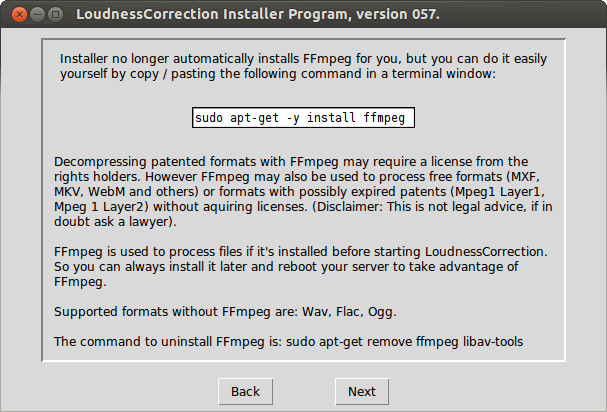 LoudnessCorrection Installer Program, version 057.
Installer no longer automatically installs FFmpeg for you, but you can do it easily
yourself by copy / pasting the following command in a terminal window:
sudo apt-get -y install ffmpeg
Decompressing patented formats with FFmpeg may require a license from the
rights holders. However FFmpeg may also be used to process free formats (MXF,
MKV, WebM and others) or formats with possibly expired patents (Mpeg1 Layer1,
Mpeg 1 Layer2) without aquiring licenses. (Disclaimer: This is not legal advice, if in
doubt ask a lawyer).
FFmpeg is used to process files if it's installed before starting LoudnessCorrection.
So you can always install it later and reboot your server to take advantage of
FFmpeg.
Supported formats without FFmpeg are: Wav, Flac, Ogg.
The command to uninstall FFmpeg is: sudo apt-get remove ffmpeg libav-tools
Back Next